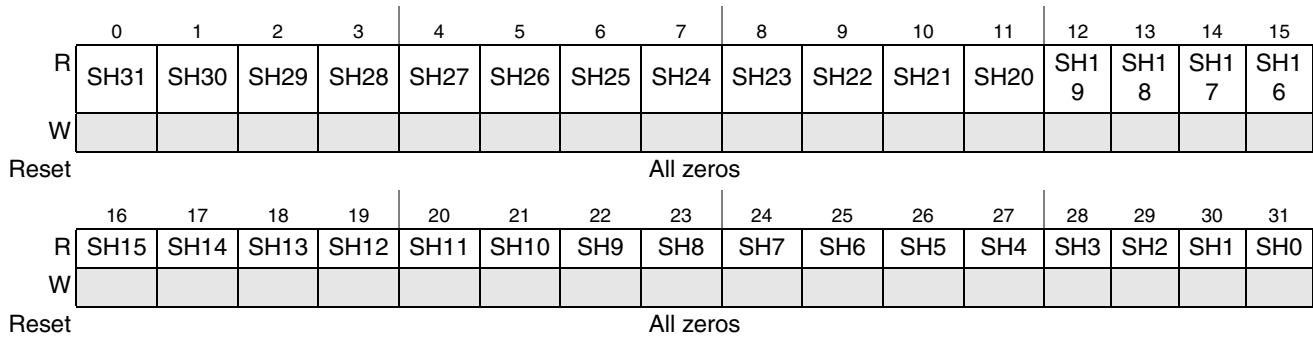 0 1 2 3 4 5 6 7 8 9 10 11 12 13 14 15
R SH31 SH30 SH29 SH28 SH27 SH26 SH25 SH24 SH23 SH22 SH21 SH20 SH1 SH1 SH1 SH1
9 8 7 6
W
Reset All zeros
16 17 18 19 20 21 22 23 24 25 26 27 28 29 30 31
R SH15 SH14 SH13 SH12 SH11 SH10 SH9 SH8 SH7 SH6 SH5 SH4 SH3 SH2 SH1 SH0
W
Reset All zeros